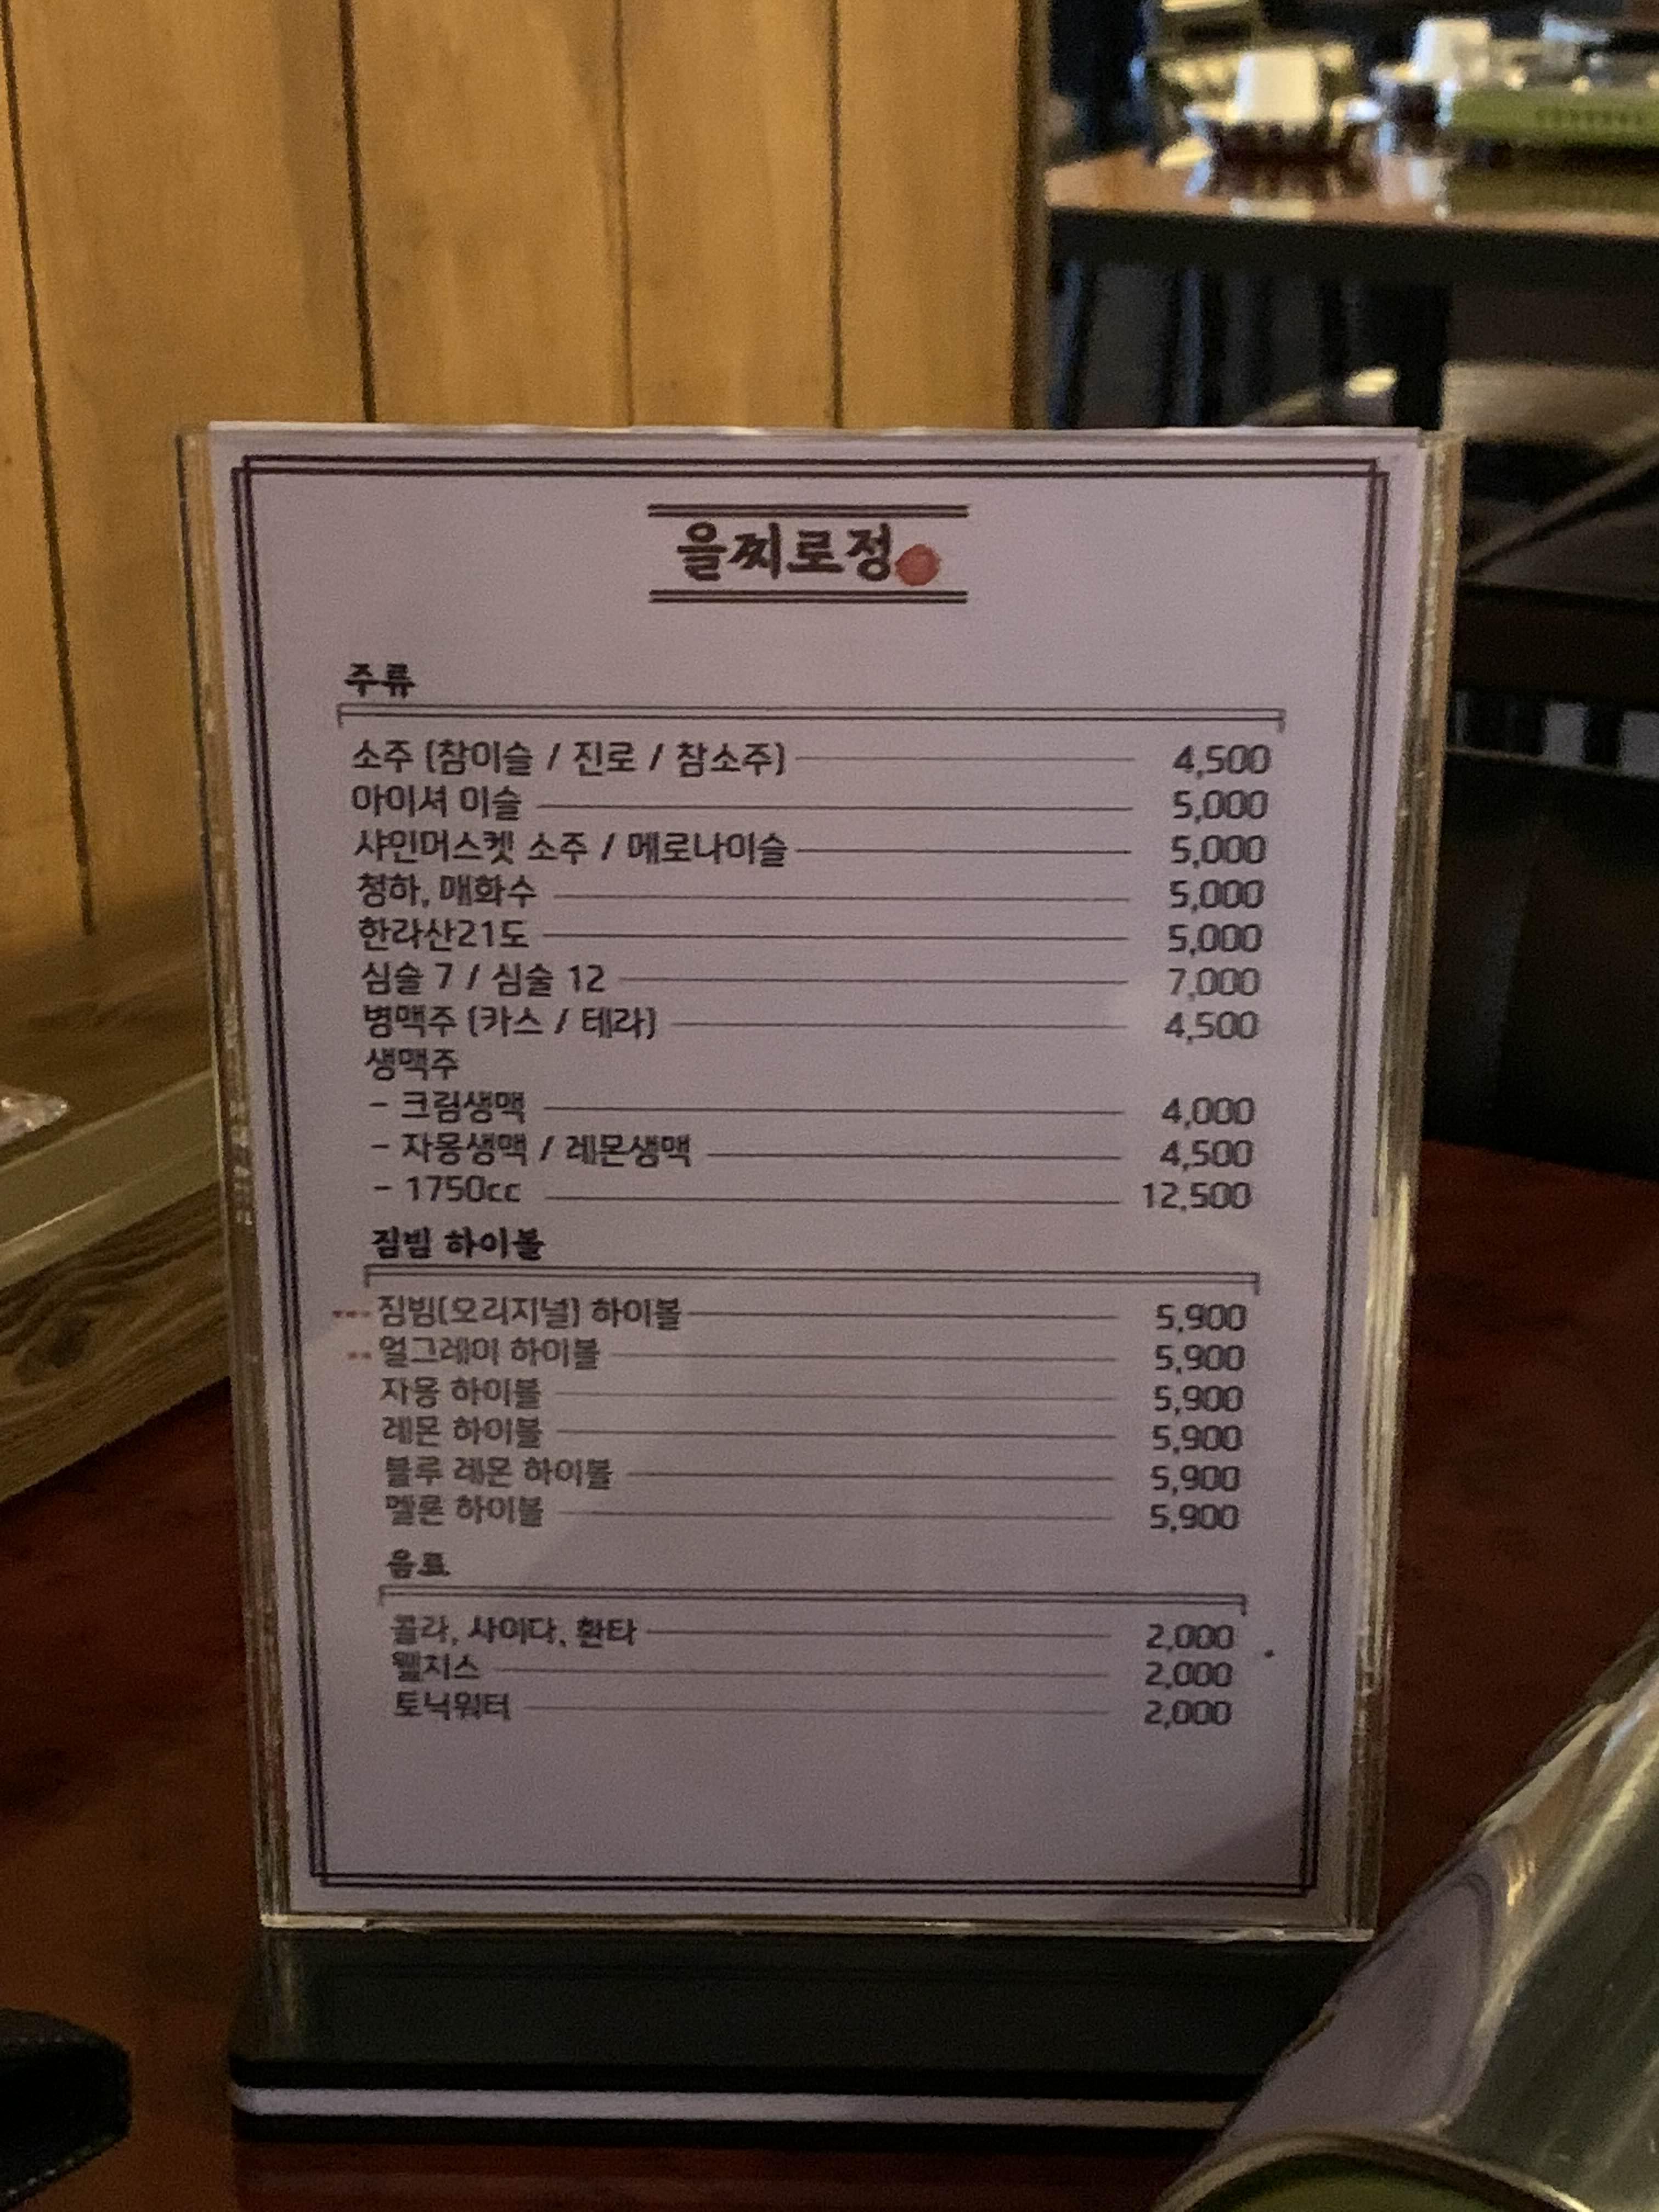 을찌로정
주류
소주 (참이슬 / 진로 / 참소주) 4,500
아이셔 이슬 5,000
샤인머스켓 소주 / 메로나이슬 5,000
청하, 매화수 5,000
한라산21도 5,000
심술 7 / 심술 12 7,000
병맥주 (카스 / 테라) 4,500
생맥주
- 크림생맥 4,000
- 자몽생맥 / 레몬생맥 4,500
- 1750cc 12,500
짐빔 하이볼
짐빔(오리지널) 하이볼 5,900
얼그레이 하이볼 5,900
자몽 하이볼 5,900
레몬 하이볼 5,900
블루 레몬 하이볼 5,900
멜론 하이볼 5,900
음료
콜라, 사이다, 환타 2,000
웰치스 2,000
토닉워터 2,000